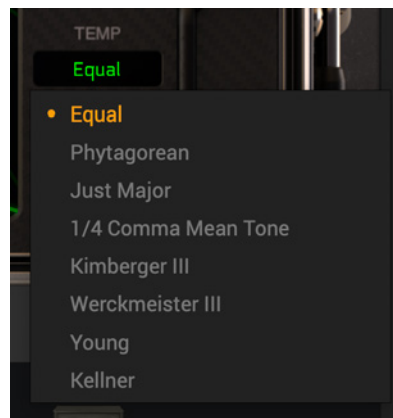 TEMP
Equal
Equal
Phytagorean
Just Major
1/4 Comma Mean Tone
Kimberger III
Werckmeister III
Young
Kellner